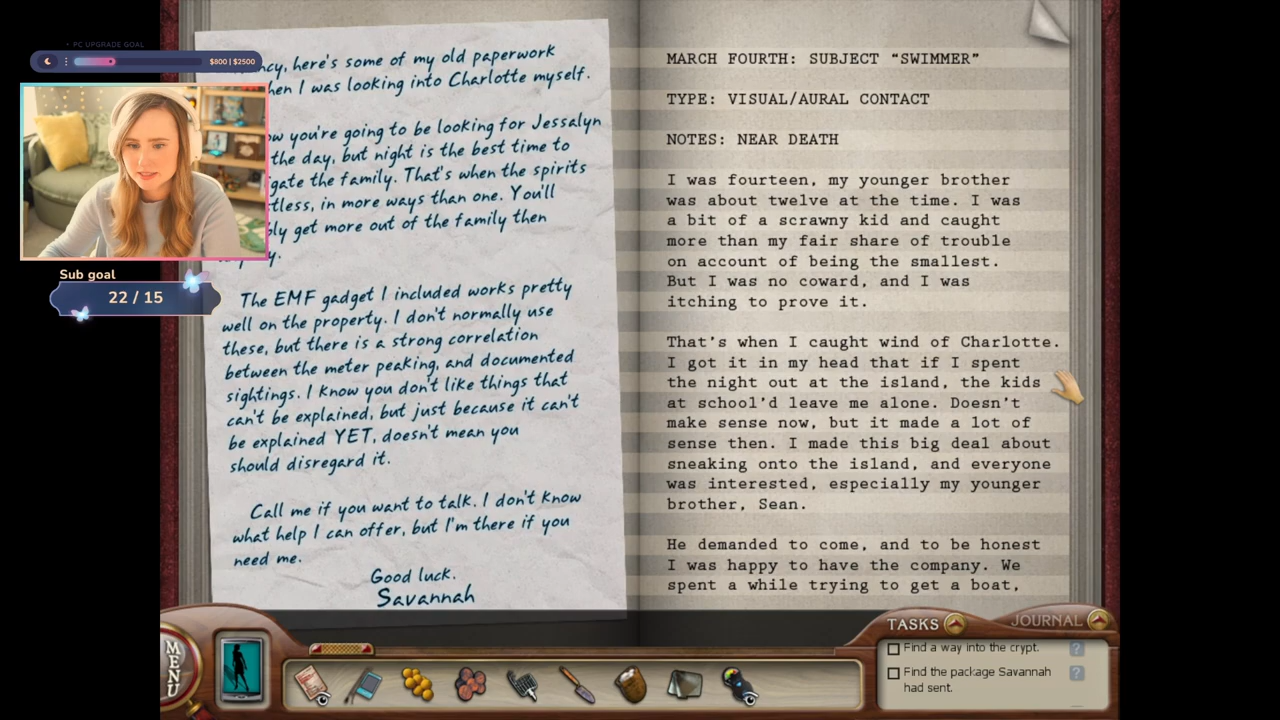 • PC UPGRADE GOAL
$800 | $2500
Sub goal
22 / 15
here's some of my old paperwork
I was looking into Charlotte myself.
you're going to be looking for Jessalyn
the day, but night is the best time to
the family. That's when the spirits
in more ways than one. You'll
get more out of the family then
The EMF gadget I included works pretty
well on the property. I don't normally use
these, but there is a strong correlation
between the meter peaking, and documented
sightings. I know you don't like things that
can't be explained, but just because it can't
be explained YET, doesn't mean you
should disregard it.
Call me if you want to talk. I don't know
what help I can offer, but I'm there if you
need me.
Good luck.
Savannah
MARCH FOURTH: SUBJECT “SWIMMER”
TYPE: VISUAL/AURAL CONTACT
NOTES: NEAR DEATH
I was fourteen, my younger brother
was about twelve at the time. I was
a bit of a scrawny kid and caught
more than my fair share of trouble
on account of being the smallest.
But I was no coward, and I was
itching to prove it.
That's when I caught wind of Charlotte.
I got it in my head that if I spent
the night out at the island, the kids
at school'd leave me alone. Doesn't
make sense now, but it made a lot of
sense then. I made this big deal about
sneaking onto the island, and everyone
was interested, especially my younger
brother, Sean.
He demanded to come, and to be honest
I was happy to have the company. We
spent a while trying to get a boat,
MENU
TASKS
JOURNAL
Find a way into the crypt.
?
Find the package Savannah
had sent.
?